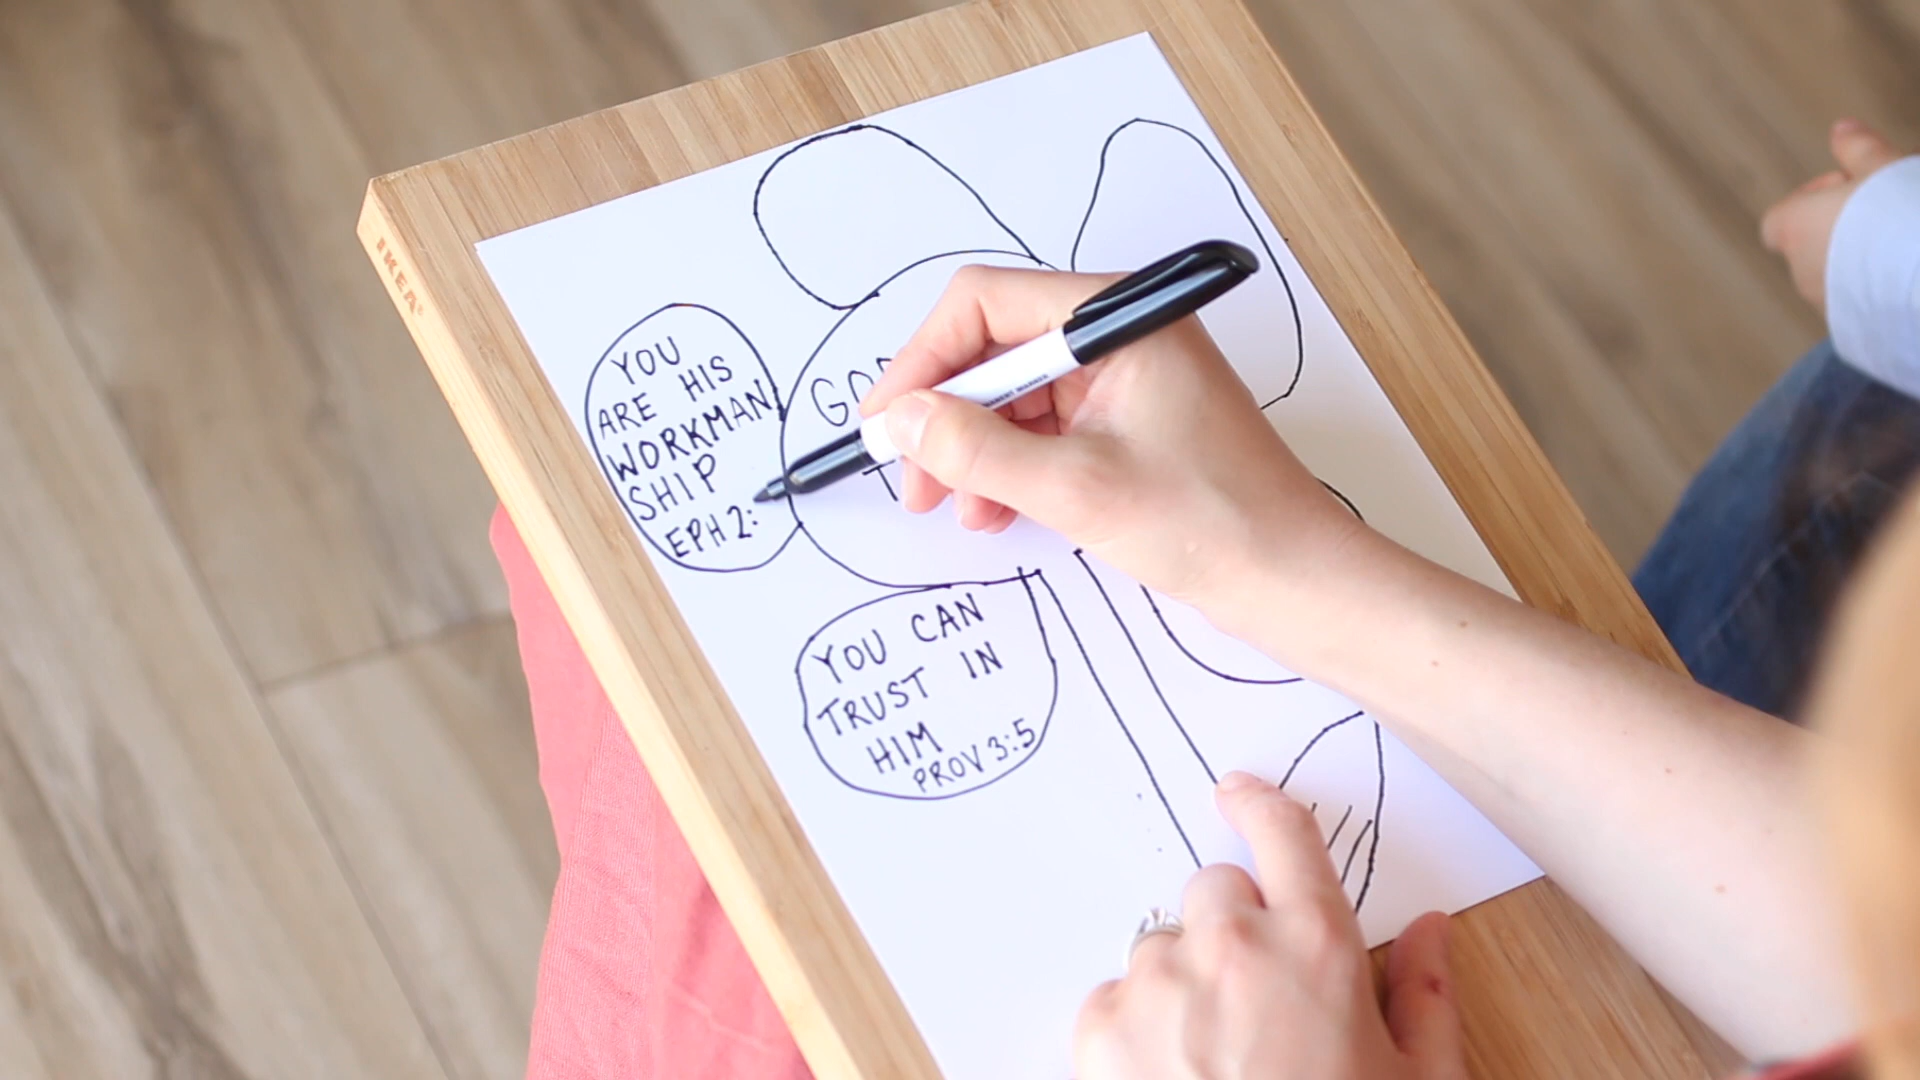 IKEA
YOU
ARE HIS
WORKMAN
SHIP
EPH 2:
YOU CAN
TRUST IN
HIM
PROV 3:5